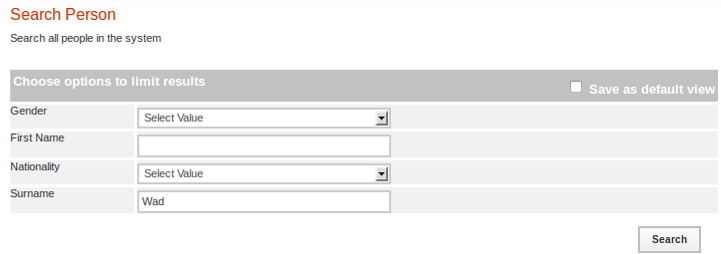 Search Person
Search all people in the system
Choose options to limit results Save as default view
Gender Select Value
First Name
Nationality Select Value
Surname Wad
Search